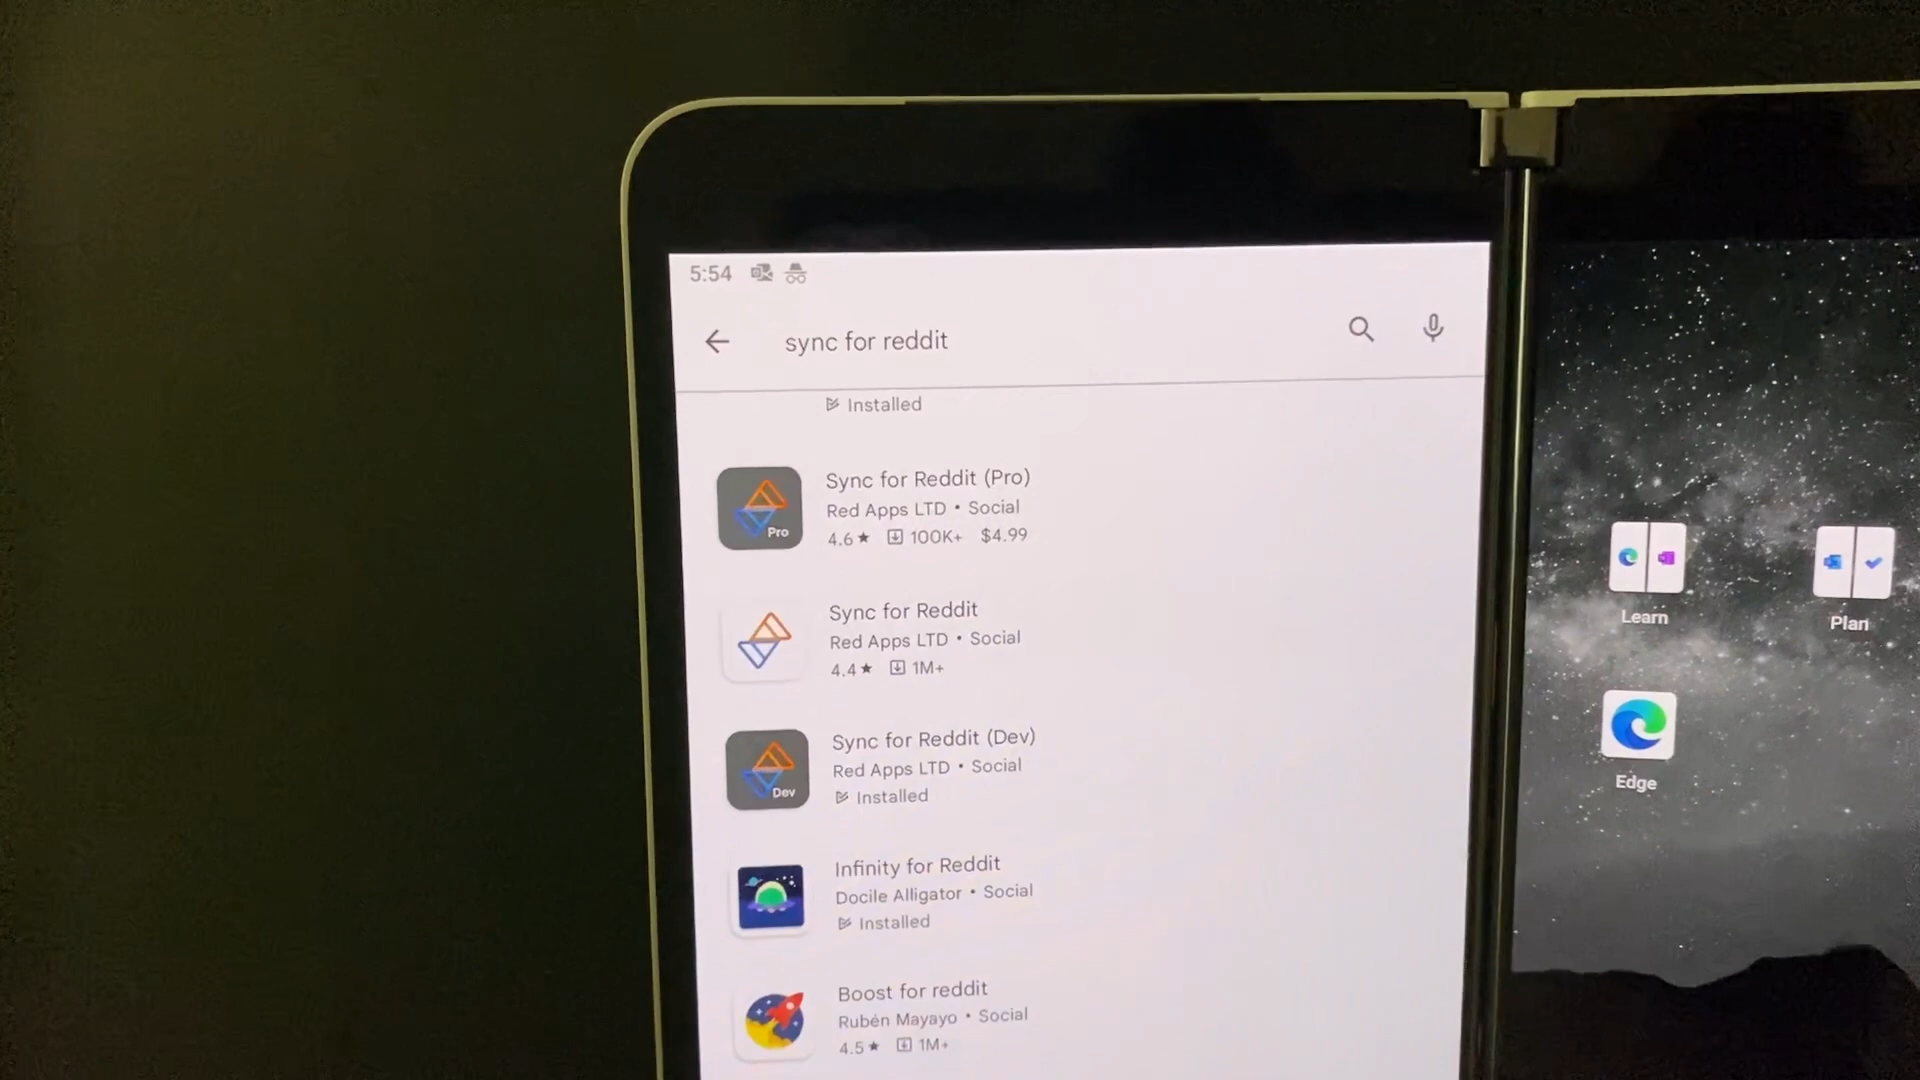 5:54
sync for reddit
Installed
Sync for Reddit (Pro)
Red Apps LTD • Social
4.6★ 100K+ $4.99
Pro
Sync for Reddit
Red Apps LTD • Social
4.4★ 1M+
Sync for Reddit (Dev)
Red Apps LTD • Social
Installed
Dev
Infinity for Reddit
Docile Alligator • Social
Installed
Boost for reddit
Rubén Mayayo • Social
4.5★ 1M+
Learn
Plan
Edge